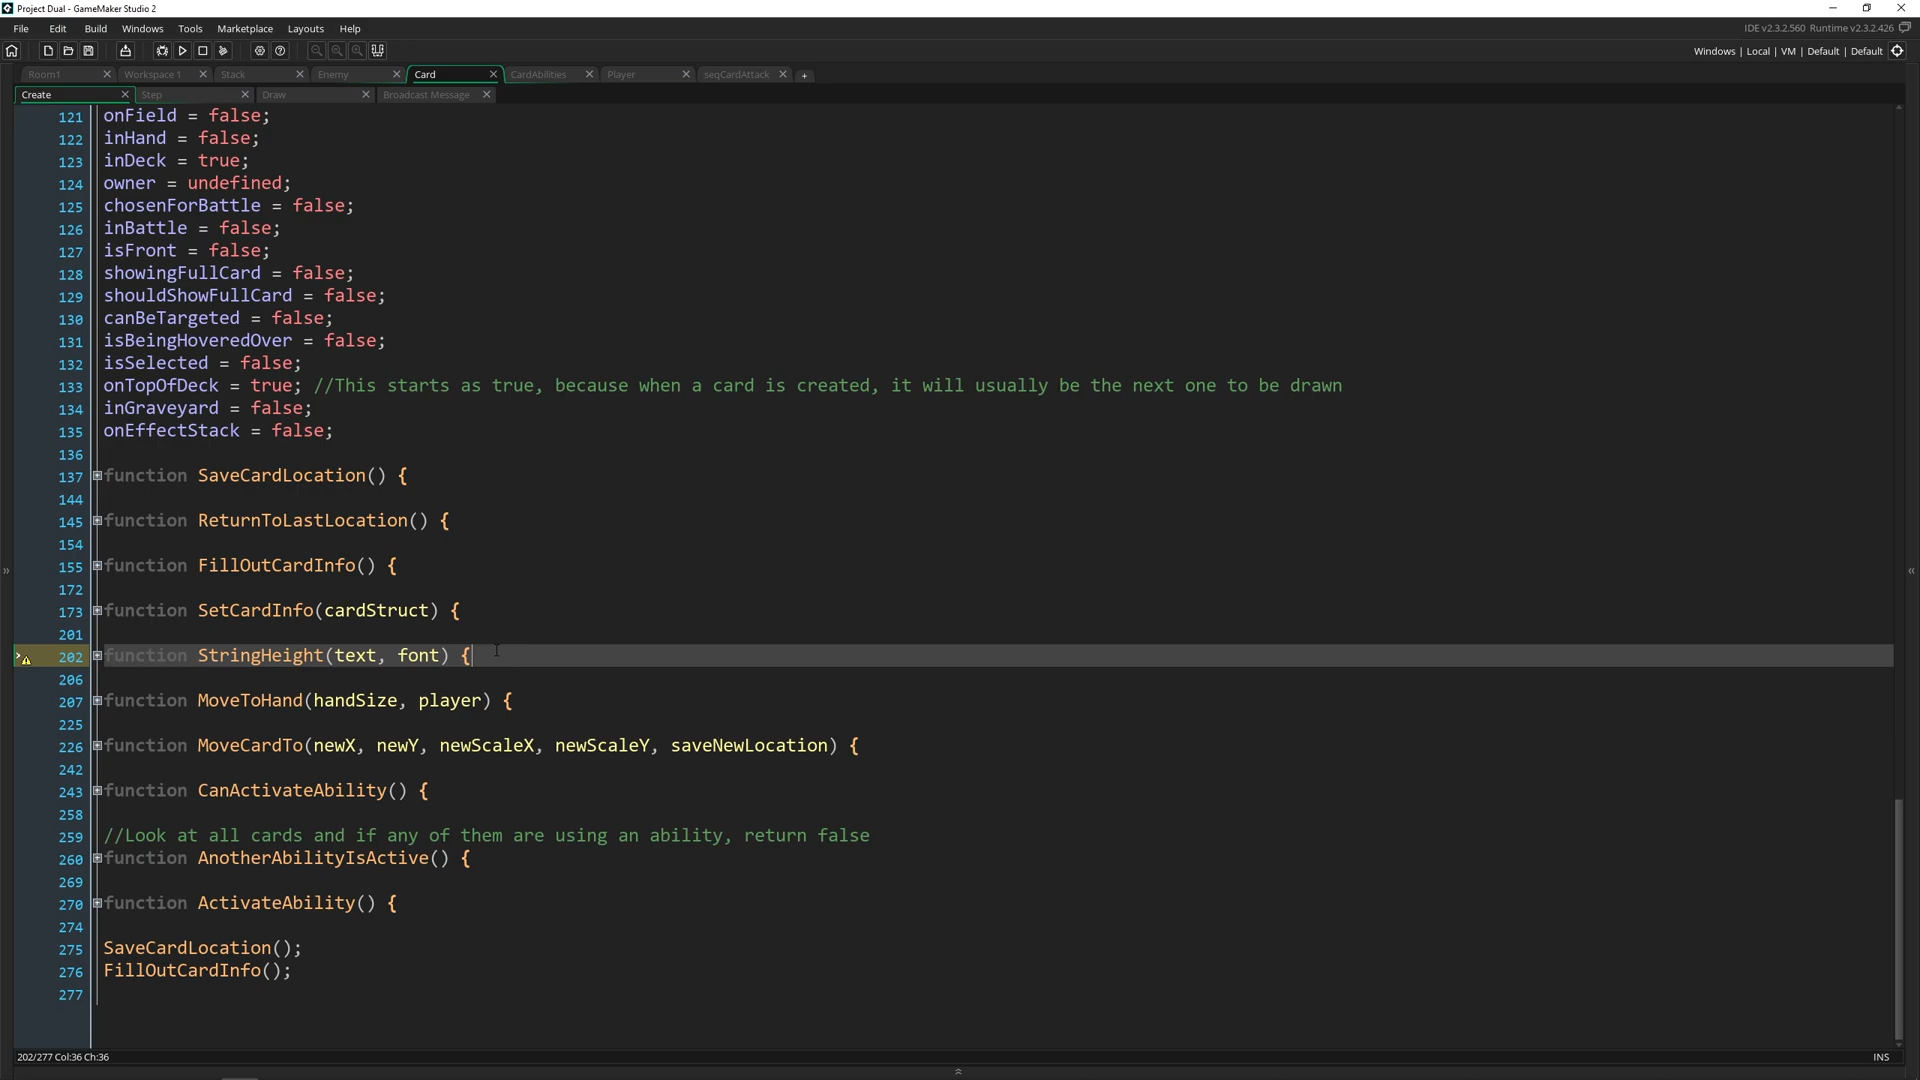 Project Dual - GameMaker Studio 2
File Edit Build Windows Tools Marketplace Layouts Help
IDE v2.3.2.560 Runtime v2.3.2.426
Windows | Local | VM | Default | Default
Room1 Workspace 1 Stack Enemy Card CardAbilities Player seqCardAttack
Create Step Draw Broadcast Message
121 onField = false;
122 inHand = false;
123 inDeck = true;
124 owner = undefined;
125 chosenForBattle = false;
126 inBattle = false;
127 isFront = false;
128 showingFullCard = false;
129 shouldShowFullCard = false;
130 canBeTargeted = false;
131 isBeingHoveredOver = false;
132 isSelected = false;
133 onTopOfDeck = true; //This starts as true, because when a card is created, it will usually be the next one to be drawn
134 inGraveyard = false;
135 onEffectStack = false;
136
137 function SaveCardLocation() {
144
145 function ReturnToLastLocation() {
154
155 function FillOutCardInfo() {
172
173 function SetCardInfo(cardStruct) {
201
202 function StringHeight(text, font) {
206
207 function MoveToHand(handSize, player) {
225
226 function MoveCardTo(newX, newY, newScaleX, newScaleY, saveNewLocation) {
242
243 function CanActivateAbility() {
258
259 //Look at all cards and if any of them are using an ability, return false
260 function AnotherAbilityIsActive() {
269
270 function ActivateAbility() {
274
275 SaveCardLocation();
276 FillOutCardInfo();
277
202/277 Col:36 Ch:36
INS